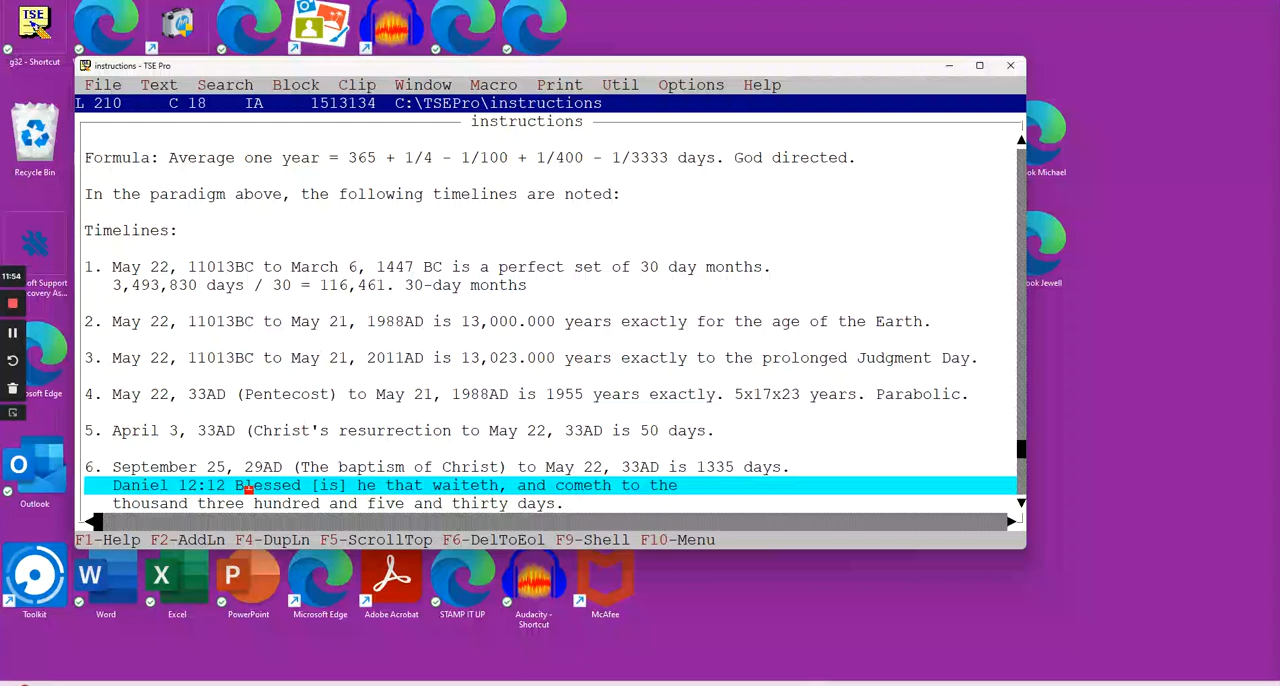 TSE
g32 - Shortcut
instructions - TSE Pro
File Text Search Block Clip Window Macro Print Util Options Help
L 210 C 18 IA 1513134 C:\TSEPro\instructions
instructions
Formula: Average one year = 365 + 1/4 - 1/100 + 1/400 - 1/3333 days. God directed.
In the paradigm above, the following timelines are noted:
Timelines:
1. May 22, 11013BC to March 6, 1447 BC is a perfect set of 30 day months.
3,493,830 days / 30 = 116,461. 30-day months
2. May 22, 11013BC to May 21, 1988AD is 13,000.000 years exactly for the age of the Earth.
3. May 22, 11013BC to May 21, 2011AD is 13,023.000 years exactly to the prolonged Judgment Day.
4. May 22, 33AD (Pentecost) to May 21, 1988AD is 1955 years exactly. 5x17x23 years. Parabolic.
5. April 3, 33AD (Christ's resurrection to May 22, 33AD is 50 days.
6. September 25, 29AD (The baptism of Christ) to May 22, 33AD is 1335 days.
Daniel 12:12 Blessed [is] he that waiteth, and cometh to the
thousand three hundred and five and thirty days.
F1-Help F2-AddLn F4-DupLn F5-ScrollTop F6-DelToEol F9-Shell F10-Menu
Recycle Bin
ook Michael
11:54
soft Support
covery As...
ook Jewell
osoft Edge
Outlook
Toolkit
Word
Excel
PowerPoint
Microsoft Edge
Adobe Acrobat
STAMP IT UP
Audacity -
Shortcut
McAfee